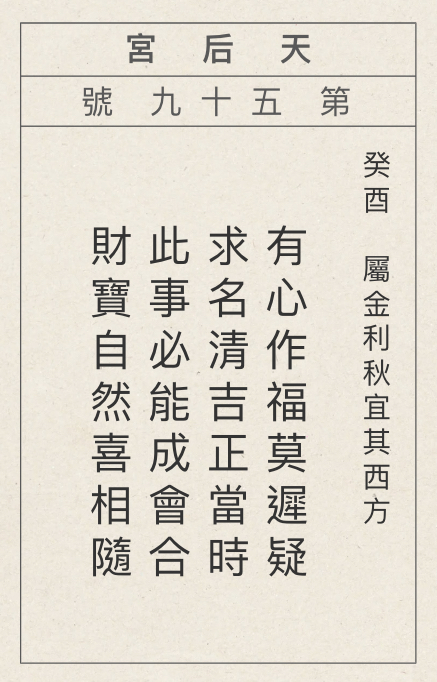 天后宮
第五十九號
癸酉 屬金利秋宜其西方
有心作福莫遲疑
求名清吉正當時
此事必能成會合
財寶自然喜相隨